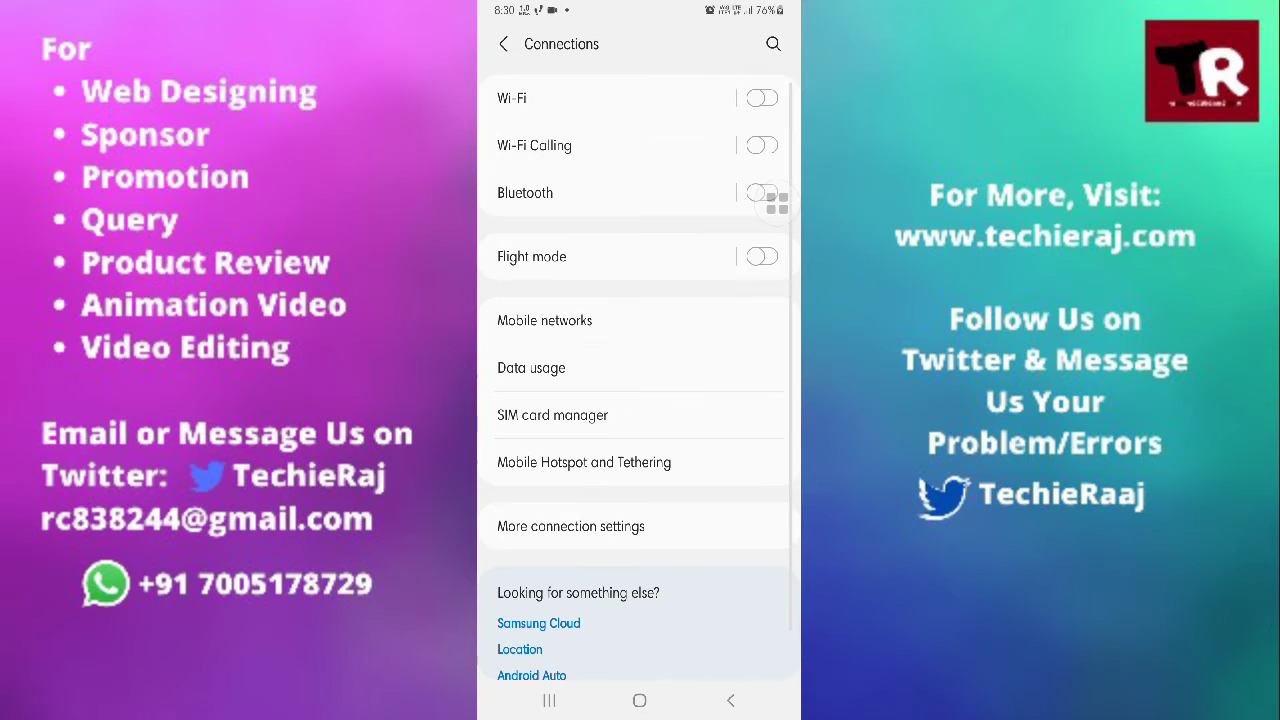 For
• Web Designing
• Sponsor
• Promotion
• Query
• Product Review
• Animation Video
• Video Editing
Email or Message Us on
Twitter: TechieRaj
rc838244@gmail.com
+91 7005178729
8:30
76%
Connections
Wi-Fi
Wi-Fi Calling
Bluetooth
Flight mode
Mobile networks
Data usage
SIM card manager
Mobile Hotspot and Tethering
More connection settings
Looking for something else?
Samsung Cloud
Location
Android Auto
TR
For More, Visit:
www.techieraj.com
Follow Us on
Twitter & Message
Us Your
Problem/Errors
TechieRaaj